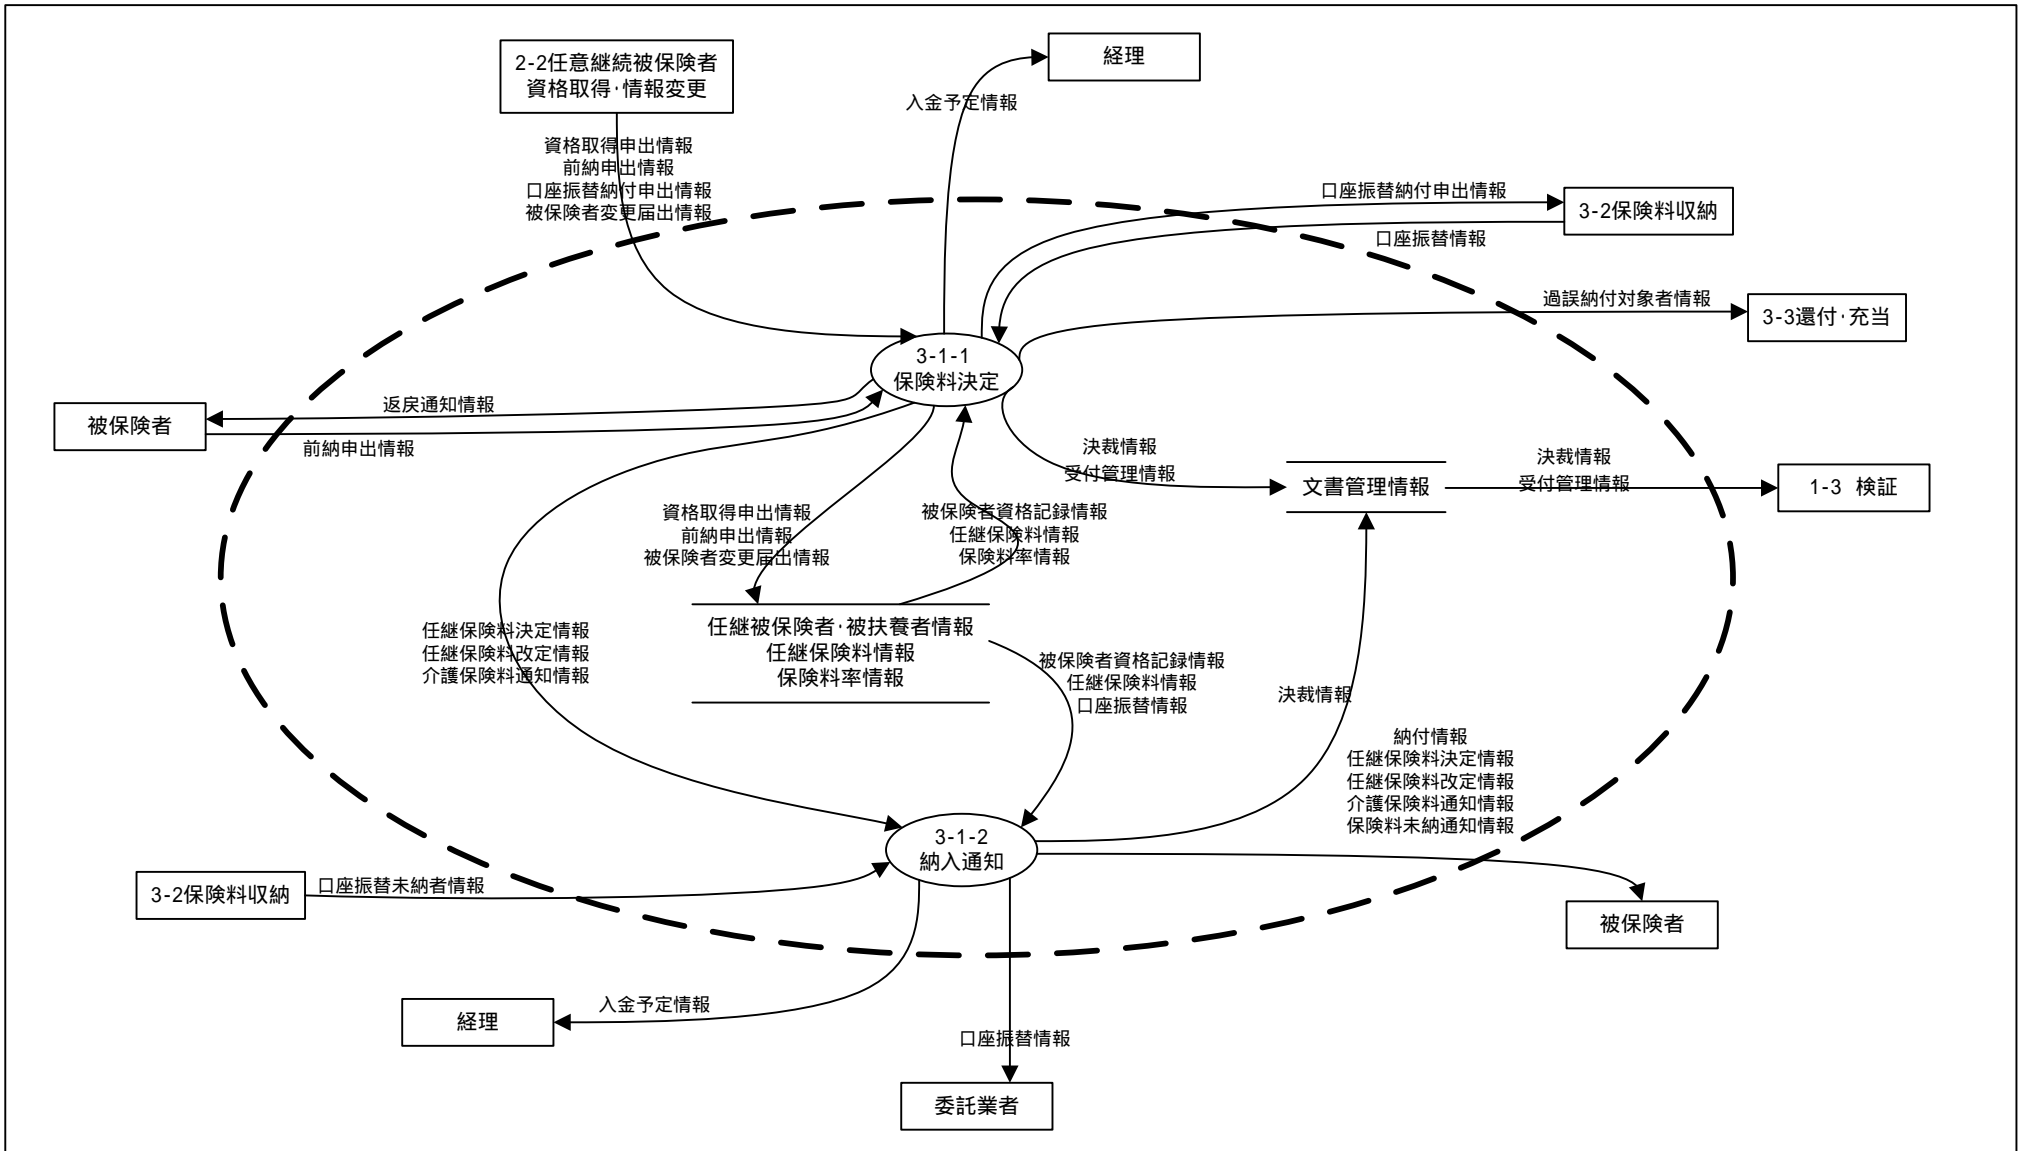 2-2任意継続被保険者
資格取得・情報変更
経理
入金予定情報
資格取得申出情報
前納申出情報
口座振替納付申出情報
被保険者変更届出情報
口座振替納付申出情報
3-2保険料収納
口座振替情報
過誤納付対象者情報
3-3還付・充当
3-1-1
保険料決定
返戻通知情報
被保険者
前納申出情報
決裁情報
受付管理情報
文書管理情報
決裁情報
受付管理情報
1-3 検証
資格取得申出情報
前納申出情報
被保険者変更届出情報
被保険者資格記録情報
任継保険料情報
保険料率情報
任継保険料決定情報
任継保険料改定情報
介護保険料通知情報
任継被保険者・被扶養者情報
任継保険料情報
保険料率情報
被保険者資格記録情報
任継保険料情報
口座振替情報
決裁情報
納付情報
任継保険料決定情報
任継保険料改定情報
介護保険料通知情報
保険料未納通知情報
3-1-2
納入通知
3-2保険料収納
口座振替未納者情報
被保険者
経理
入金予定情報
口座振替情報
委託業者